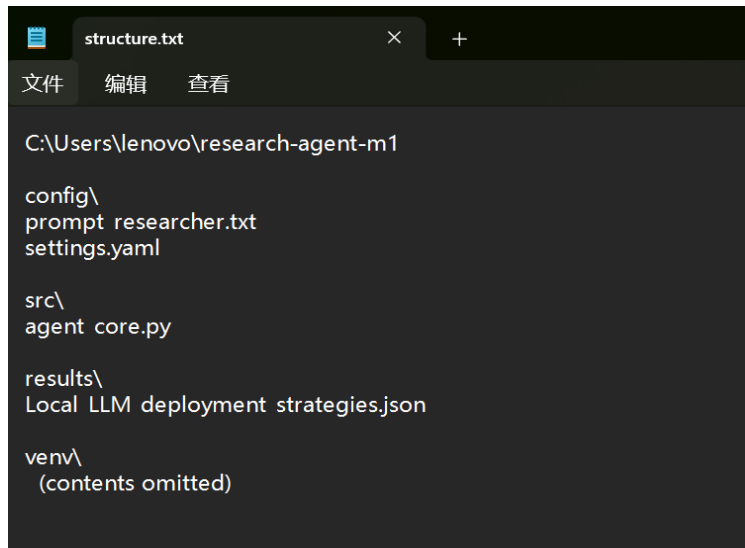 structure.txt
文件 编辑 查看
C:\Users\lenovo\research-agent-m1
config\
prompt researcher.txt
settings.yaml
src\
agent core.py
results\
Local LLM deployment strategies.json
venv\
(contents omitted)